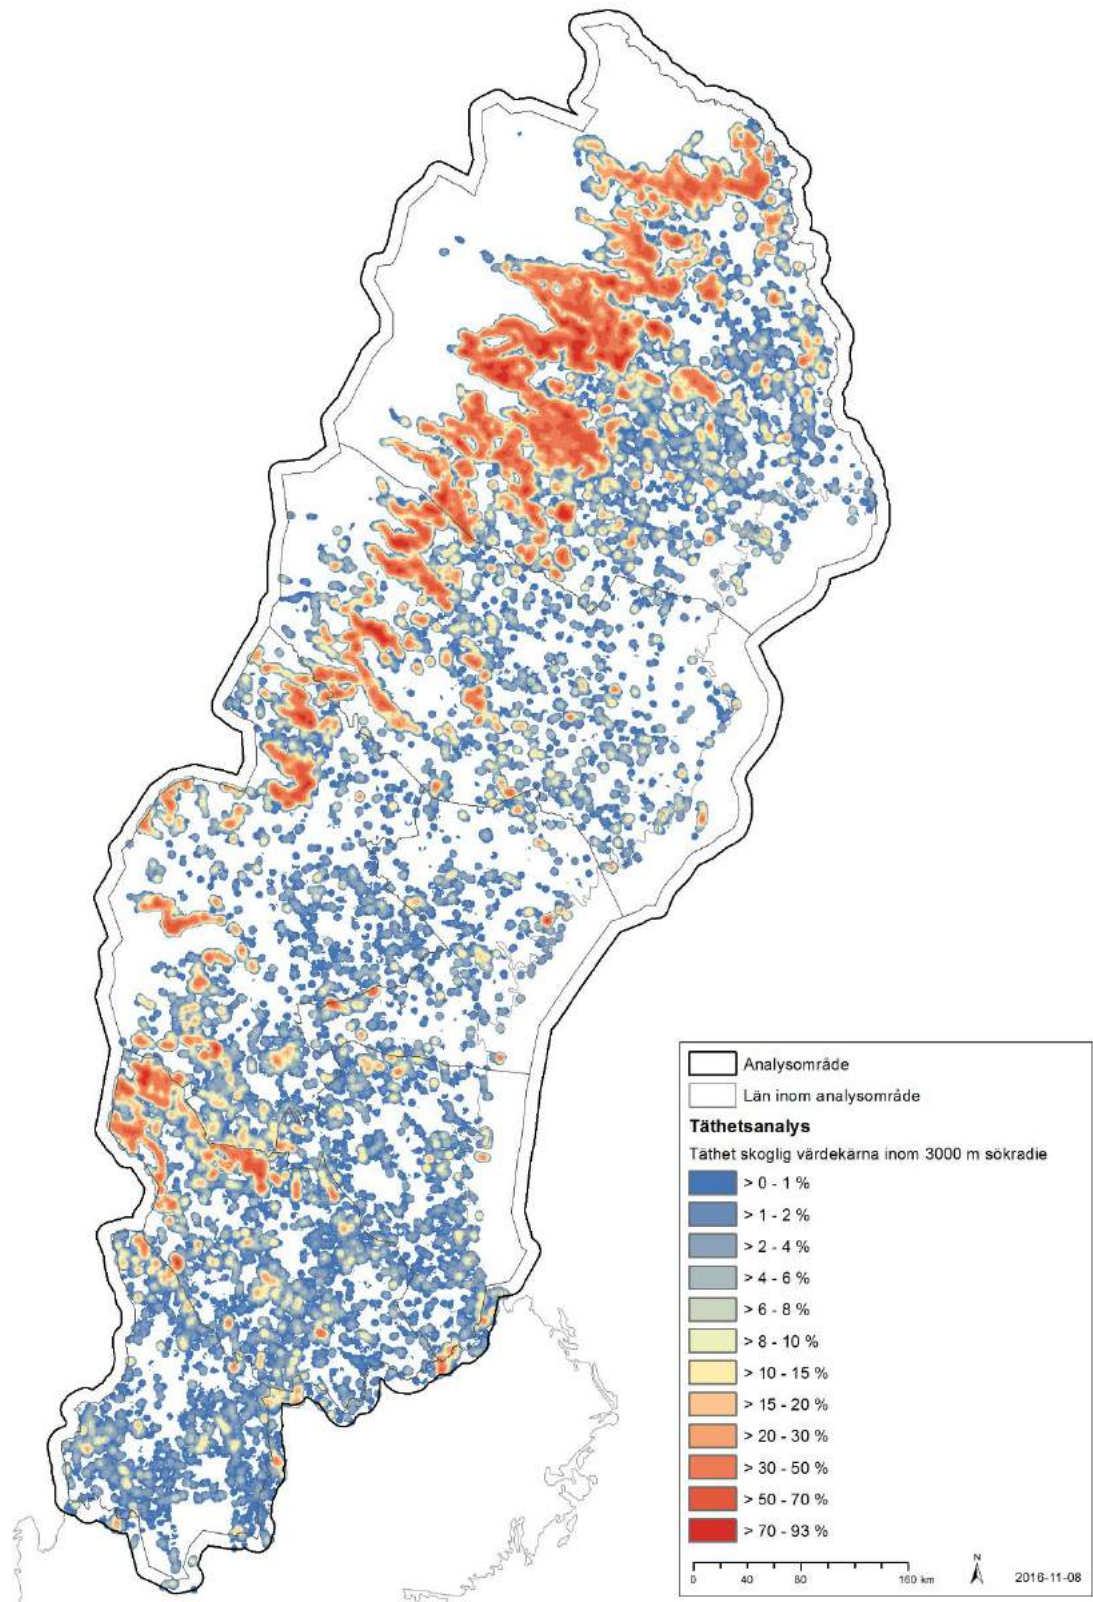 Analysområde
Län inom analysområde
Täthetsanalys
Täthet skoglig värdekärna inom 3000 m sökradie
> 0 - 1 %
> 1 - 2 %
> 2 - 4 %
> 4 - 6 %
> 6 - 8 %
> 8 - 10 %
> 10 - 15 %
> 15 - 20 %
> 20 - 30 %
> 30 - 50 %
> 50 - 70 %
> 70 - 93 %
N
0 40 80 160 km
2016-11-08